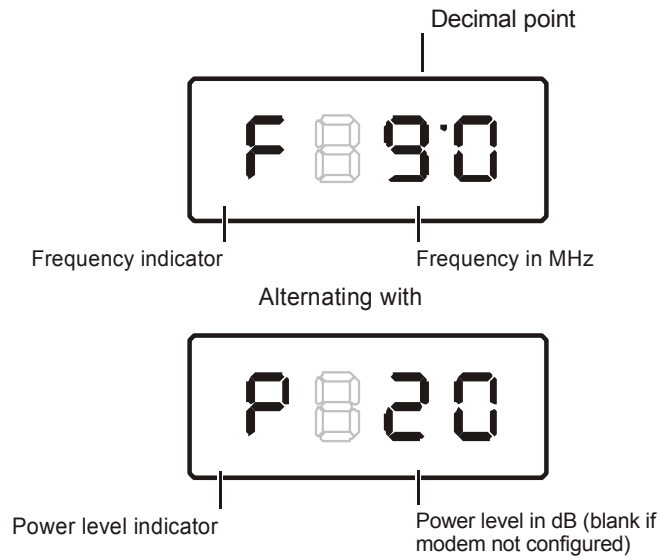 Decimal point
F 9.0
Frequency indicator
Frequency in MHz
Alternating with
P 20
Power level indicator
Power level in dB (blank if
modem not configured)